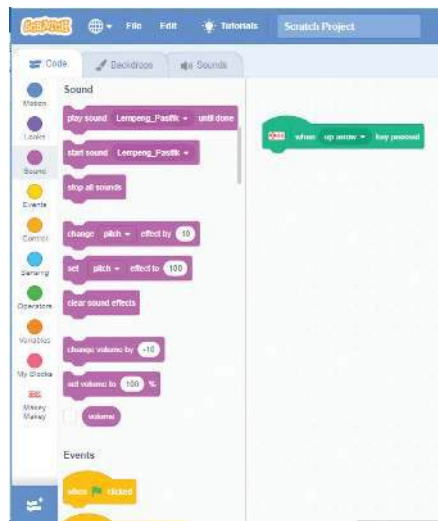 SCRATCH File Edit Tutorials Scratch Project
Code Backdrops Sounds
Motion
Looks
Sound
Events
Control
Sensing
Operators
Variables
My Blocks
Makey
Makey
Sound
play sound Lempeng_Pasifik until done
start sound Lempeng_Pasifik
stop all sounds
change pitch effect by 10
set pitch effect to 100
clear sound effects
change volume by -10
set volume to 100 %
volume
Events
when clicked
when up arrow key pressed